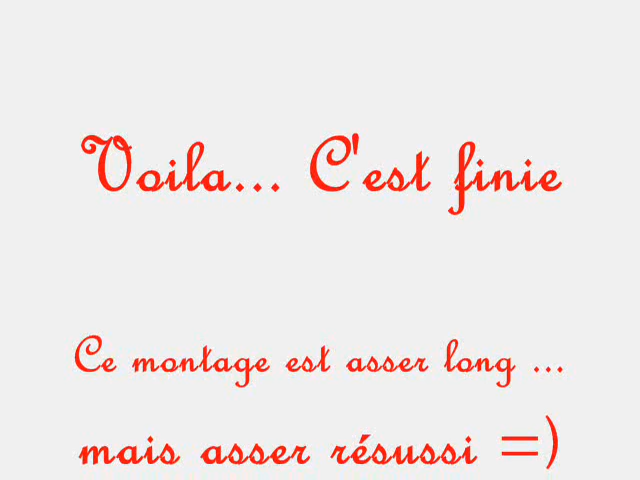 Voila... C'est finie
Ce montage est asser long ...
mais asser résussi =)